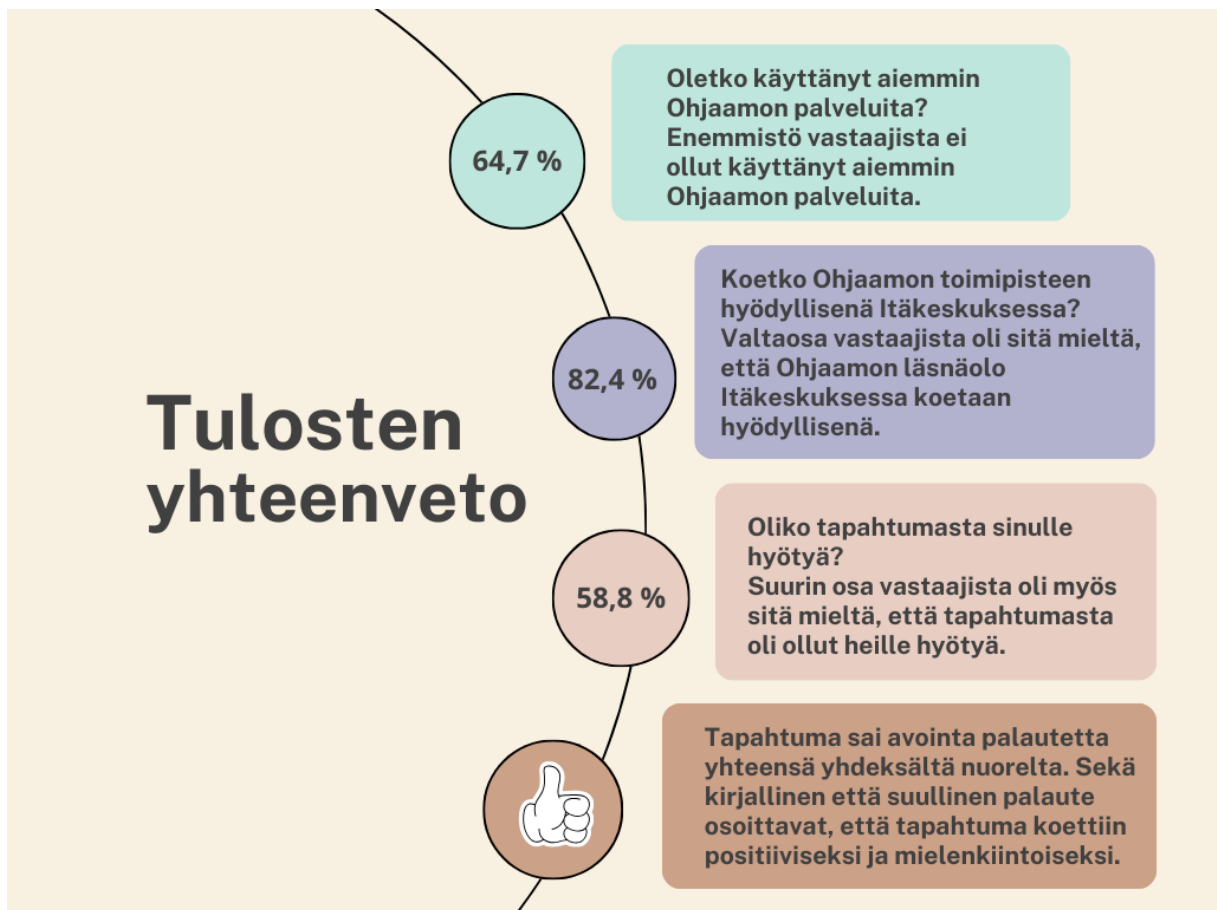 Tulosten
yhteenveto
64,7 %
Oletko käyttänyt aiemmin
Ohjaamon palveluita?
Enemmistö vastaajista ei
ollut käyttänyt aiemmin
Ohjaamon palveluita.
82,4 %
Koetko Ohjaamon toimipisteen
hyödyllisenä Itäkeskuksessa?
Valtaosa vastaajista oli sitä mieltä,
että Ohjaamon läsnäolo
Itäkeskuksessa koetaan
hyödyllisenä.
58,8 %
Oliko tapahtumasta sinulle
hyötyä?
Suurin osa vastaajista oli myös
sitä mieltä, että tapahtumasta
oli ollut heille hyötyä.
Tapahtuma sai avointa palautetta
yhteensä yhdeksältä nuorelta. Sekä
kirjallinen että suullinen palaute
osoittavat, että tapahtuma koettiin
positiiviseksi ja mielenkiintoiseksi.